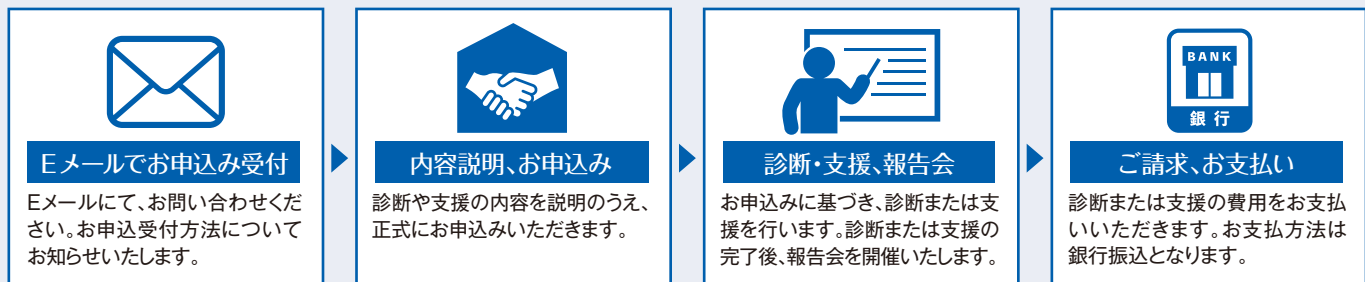 Eメールでお申込み受付
Eメールにて、お問い合わせくだ
さい。お申込受付方法について
お知らせいたします。
内容説明、お申込み
診断や支援の内容を説明のうえ、
正式にお申込みいただきます。
診断・支援、報告会
お申込みに基づき、診断または支
援を行います。診断または支援の
完了後、報告会を開催いたします。
BANK
銀行
ご請求、お支払い
診断または支援の費用をお支払
いいただきます。お支払方法は
銀行振込となります。